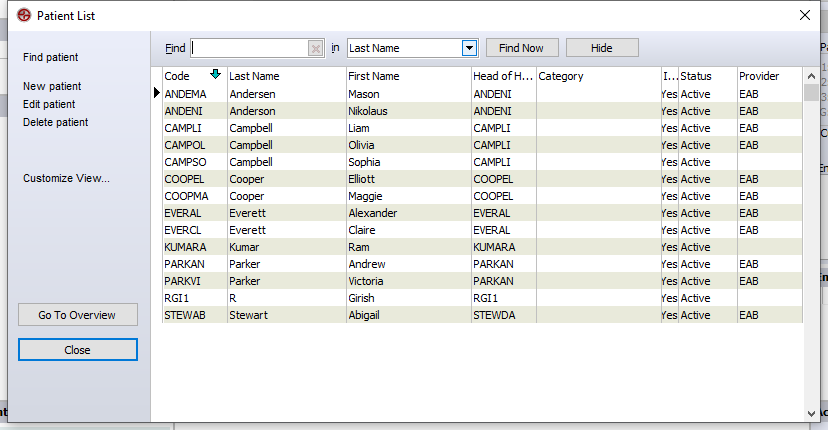 Patient List
Find patient
New patient
Edit patient
Delete patient
Customize View...
Go To Overview
Close
Find in Last Name Find Now Hide
Code Last Name First Name Head of H... Category I... Status Provider
ANDEMA Andersen Mason ANDENI Yes Active EAB
ANDENI Anderson Nikolaus ANDENI Yes Active EAB
CAMPLI Campbell Liam CAMPLI Yes Active EAB
CAMPOL Campbell Olivia CAMPLI Yes Active EAB
CAMPSO Campbell Sophia CAMPLI Yes Active
COOPEL Cooper Elliott COOPEL Yes Active EAB
COOPMA Cooper Maggie COOPEL Yes Active EAB
EVERAL Everett Alexander EVERAL Yes Active EAB
EVERCL Everett Claire EVERAL Yes Active EAB
KUMARA Kumar Ram KUMARA Yes Active
PARKAN Parker Andrew PARKAN Yes Active EAB
PARKVI Parker Victoria PARKAN Yes Active EAB
RGI1 R Girish RGI1 Yes Active
STEWAB Stewart Abigail STEWDA Yes Active EAB